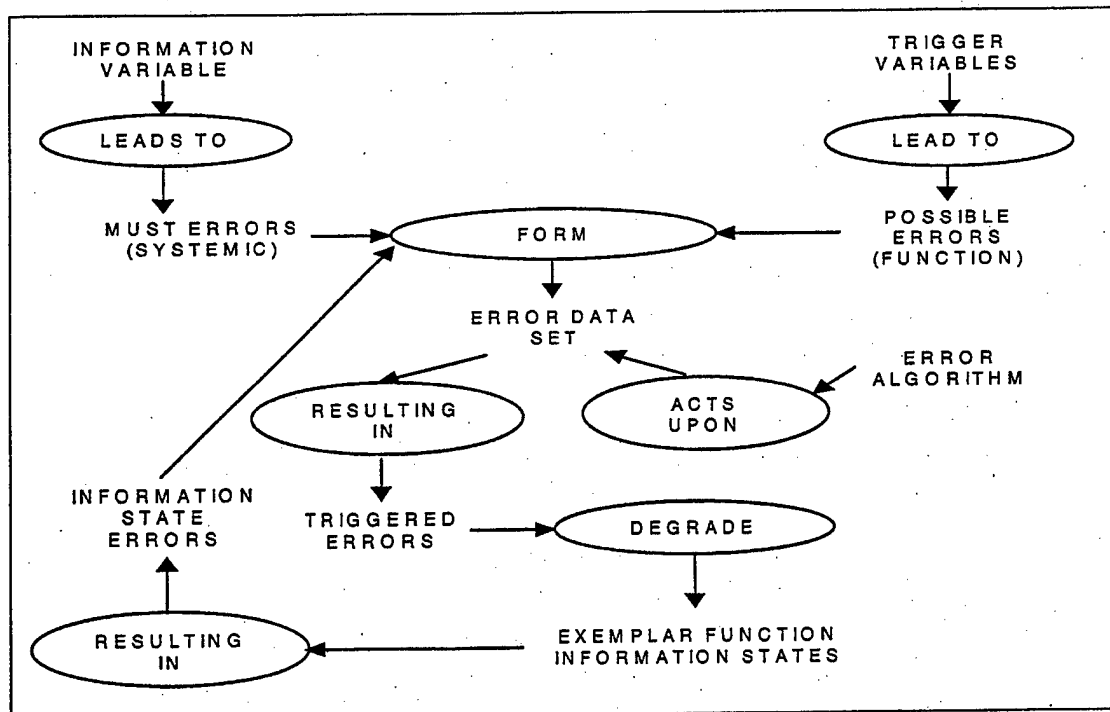 INFORMATION
VARIABLE
TRIGGER
VARIABLES
LEADS TO
LEAD TO
MUST ERRORS
(SYSTEMIC)
FORM
POSSIBLE
ERRORS
(FUNCTION)
ERROR DATA
SET
ERROR
ALGORITHM
RESULTING
IN
ACTS
UPON
INFORMATION
STATE
ERRORS
TRIGGERED
ERRORS
DEGRADE
RESULTING
IN
EXEMPLAR FUNCTION
INFORMATION STATES